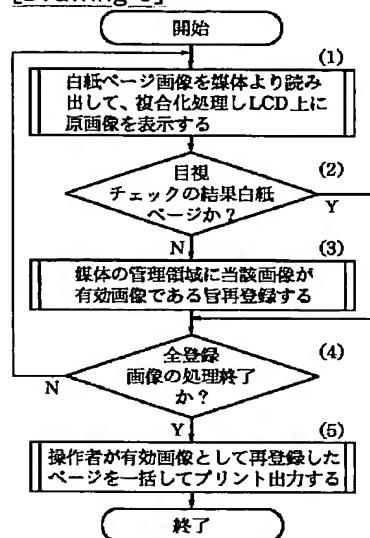 開始
(1)
白紙ページ画像を媒体より読み
出して、複合化処理しLCD上に
原画像を表示する
(2)
目視
チェックの結果白紙
ページか?
Y
N
(3)
媒体の管理領域に当該画像が
有効画像である旨再登録する
(4)
全登録
画像の処理終了
か?
N
Y
(5)
操作者が有効画像として再登録した
ページを一括してプリント出力する
終了